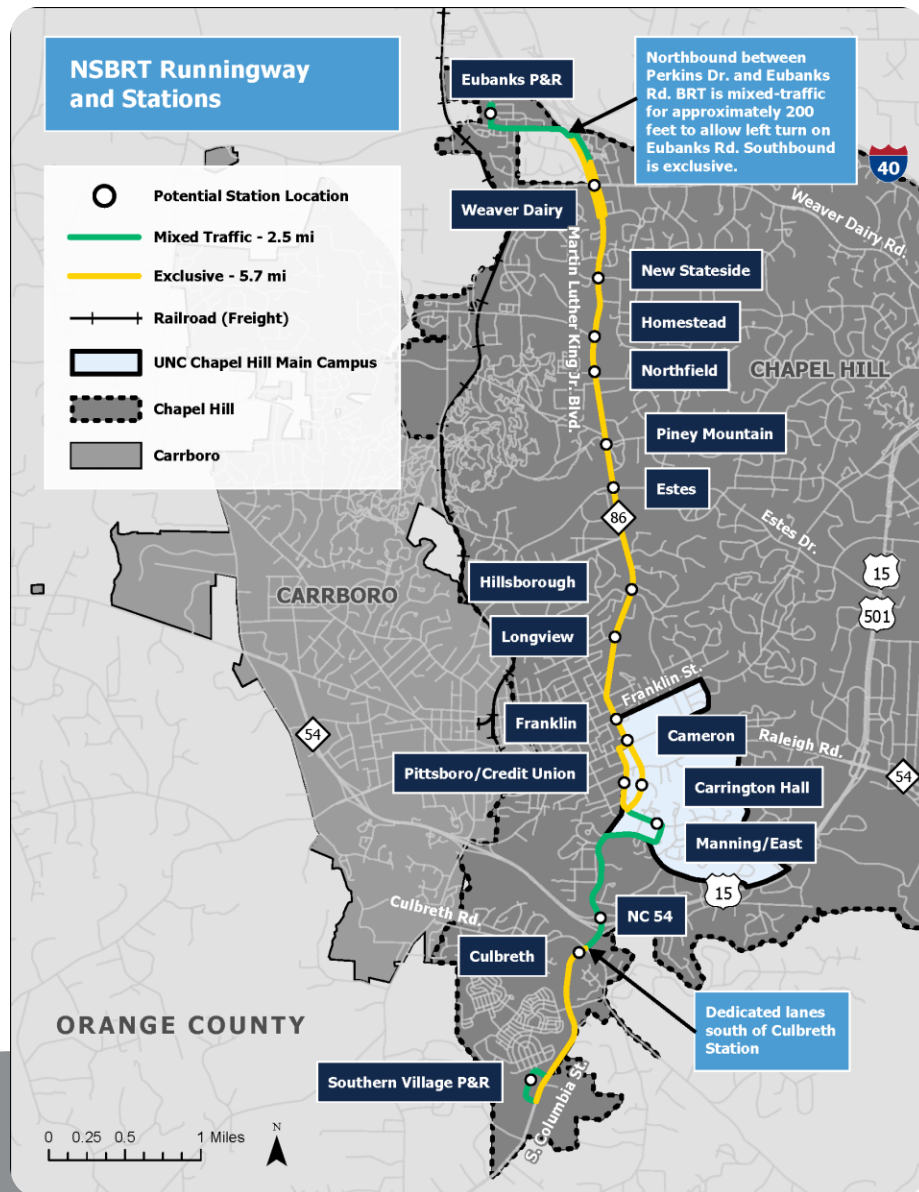 NSBRT Runningway
and Stations
Potential Station Location
Mixed Traffic - 2.5 mi
Exclusive - 5.7 mi
Railroad (Freight)
UNC Chapel Hill Main Campus
Chapel Hill
Carrboro
Northbound between
Perkins Dr. and Eubanks
Rd. BRT is mixed-traffic
for approximately 200
feet to allow left turn on
Eubanks Rd. Southbound
is exclusive.
40
Eubanks P&R
Weaver Dairy
Weaver Dairy Rd.
Martin Luther King Jr. Blvd.
New Stateside
Homestead
Northfield
CHAPEL HILL
Piney Mountain
Estes
86
Estes Dr.
15
501
Hillsborough
CARRBORO
Longview
Franklin St.
Franklin
Cameron
Raleigh Rd.
54
54
Pittsboro/Credit Union
Carrington Hall
Manning/East
15
NC 54
Culbreth Rd.
Culbreth
Dedicated lanes
south of Culbreth
Station
ORANGE COUNTY
Southern Village P&R
S. Columbia St.
0 0.25 0.5 1 Miles
N